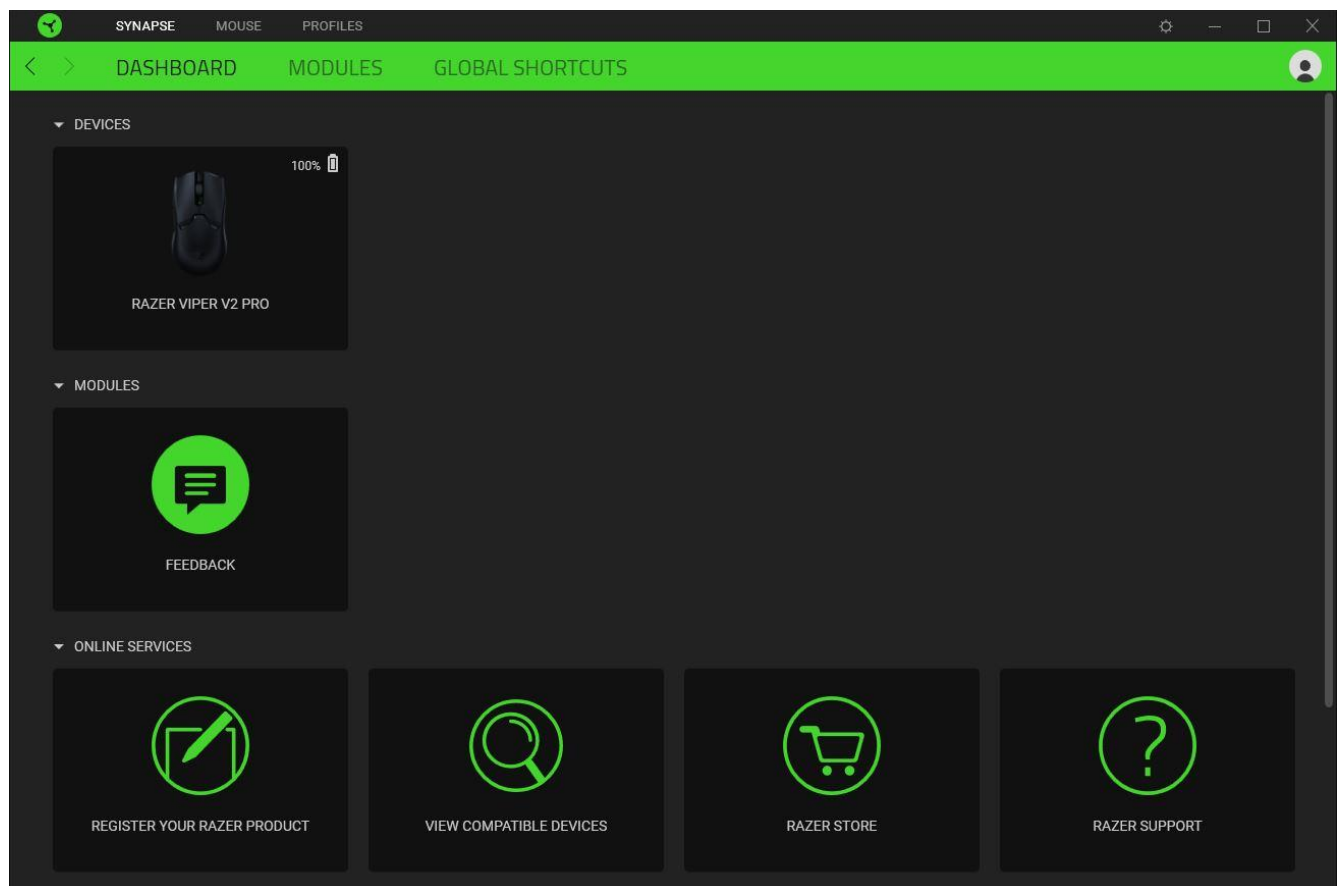 SYNAPSE MOUSE PROFILES
DASHBOARD MODULES GLOBAL SHORTCUTS
DEVICES
100%
RAZER VIPER V2 PRO
MODULES
FEEDBACK
ONLINE SERVICES
REGISTER YOUR RAZER PRODUCT VIEW COMPATIBLE DEVICES RAZER STORE RAZER SUPPORT